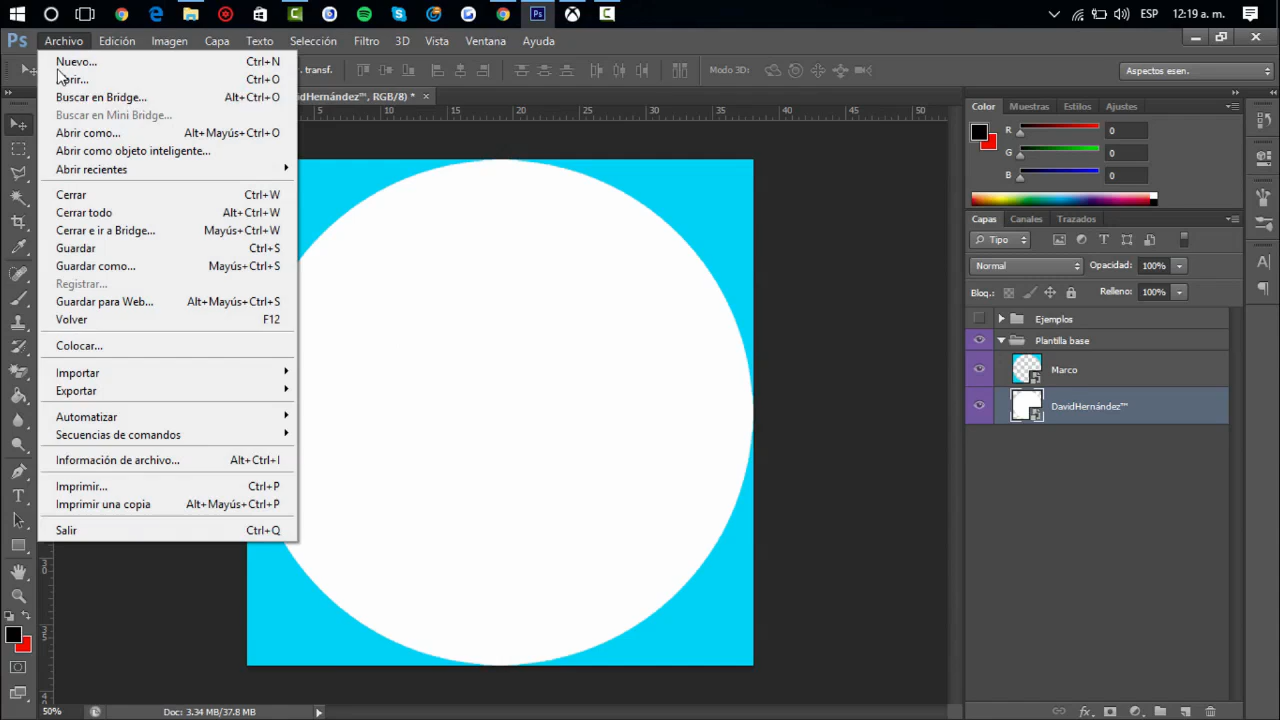 ESP 12:19 a. m.
Ps Archivo Edición Imagen Capa Texto Selección Filtro 3D Vista Ventana Ayuda
transf. Modo 3D: Aspectos esen.
Nuevo... Ctrl+N
rir... Ctrl+O
Buscar en Bridge... Alt+Ctrl+O
Buscar en Mini Bridge...
Abrir como... Alt+Mayús+Ctrl+O
Abrir como objeto inteligente...
Abrir recientes
Cerrar Ctrl+W
Cerrar todo Alt+Ctrl+W
Cerrar e ir a Bridge... Mayús+Ctrl+W
Guardar Ctrl+S
Guardar como... Mayús+Ctrl+S
Registrar...
Guardar para Web... Alt+Mayús+Ctrl+S
Volver F12
Colocar...
Importar
Exportar
Automatizar
Secuencias de comandos
Información de archivo... Alt+Ctrl+I
Imprimir... Ctrl+P
Imprimir una copia Alt+Mayús+Ctrl+P
Salir Ctrl+Q
vidHernández™, RGB/8) * ×
5 10 15 20 25 30 35 40 45 50
30
35
4
50% Doc: 3.34 MB/37.8 MB
Color Muestras Estilos Ajustes
R 0
G 0
B 0
Capas Canales Trazados
Tipo
Normal Opacidad: 100%
Bloq.: Relleno: 100%
Ejemplos
Plantilla base
Marco
DavidHernández™
fx